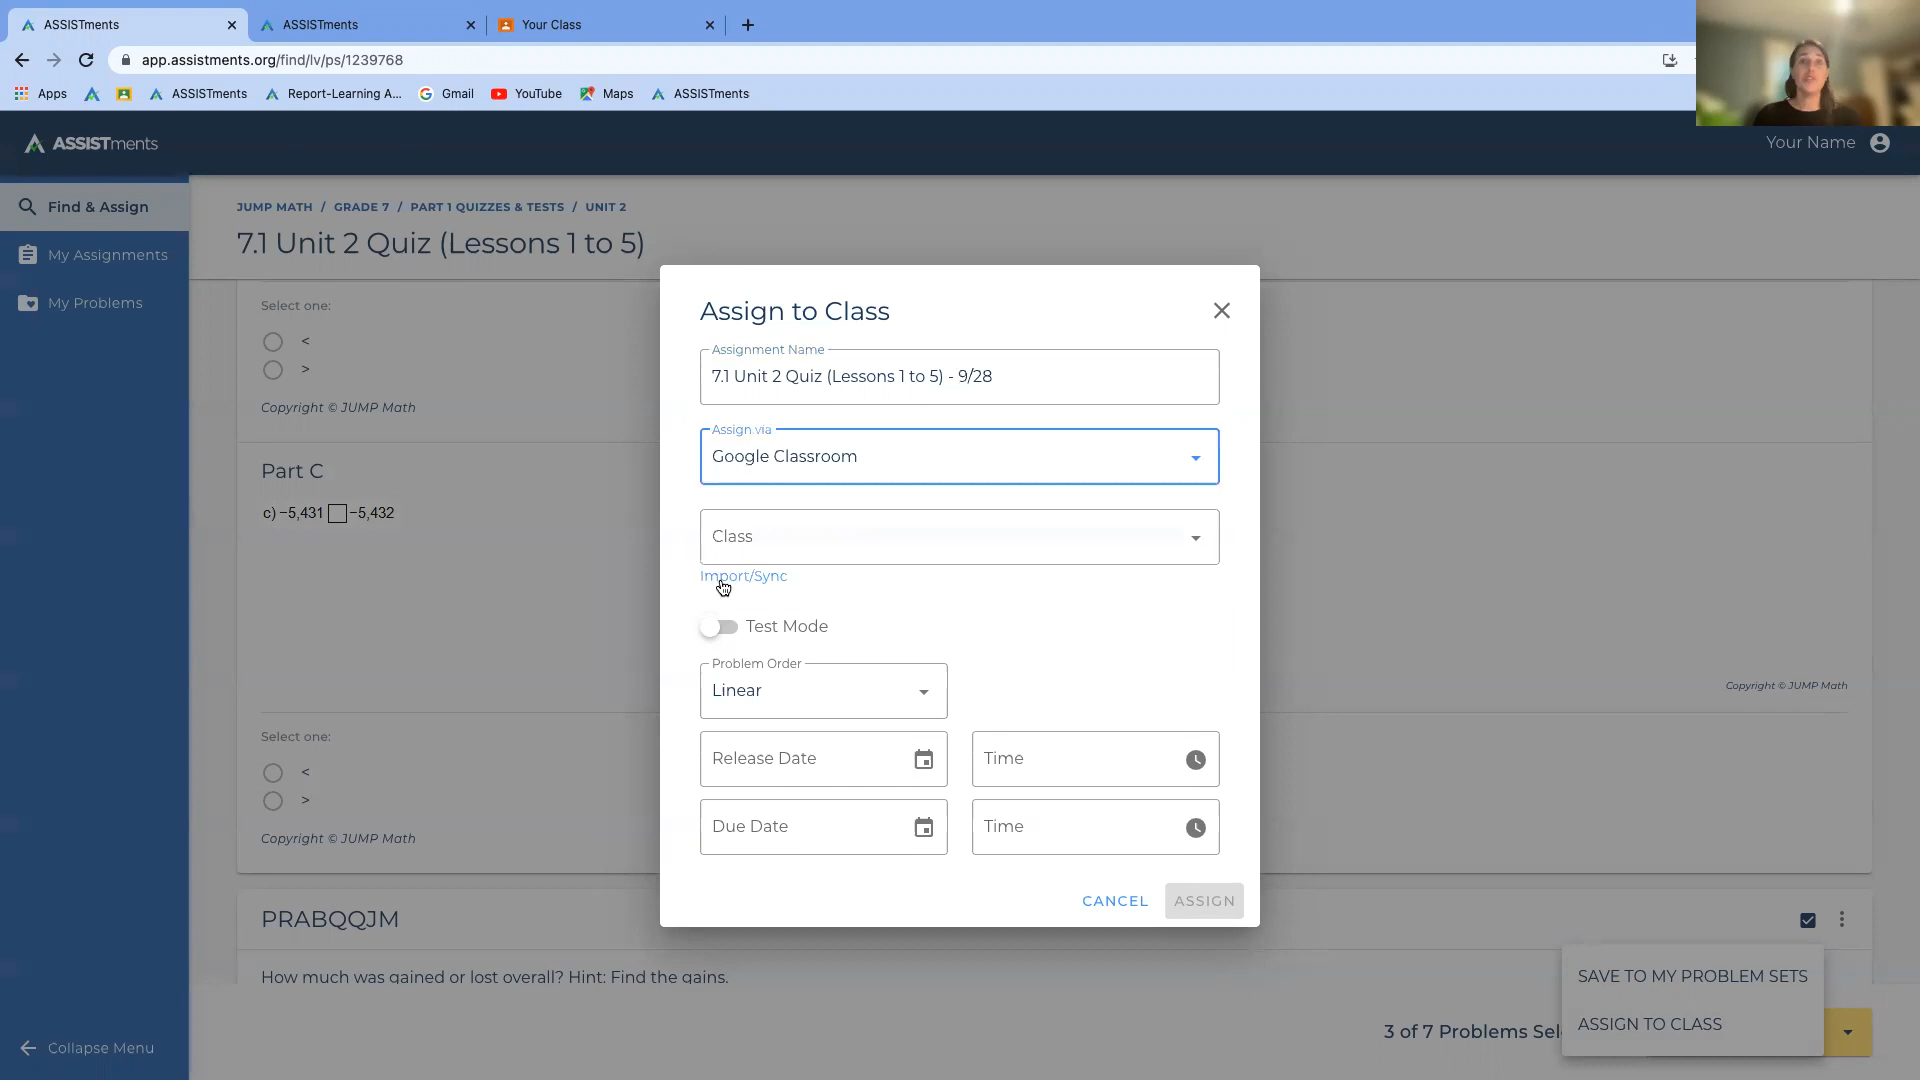 ASSISTments
ASSISTments
Your Class
app.assistments.org/find/lv/ps/1239768
Apps
ASSISTments
Report-Learning A...
Gmail
YouTube
Maps
ASSISTments
ASSISTments
Your Name
Find & Assign
My Assignments
My Problems
Collapse Menu
JUMP MATH / GRADE 7 / PART 1 QUIZZES & TESTS / UNIT 2
7.1 Unit 2 Quiz (Lessons 1 to 5)
Select one:
<
>
Copyright © JUMP Math
Part C
c) −5,431 □ −5,432
Copyright © JUMP Math
Select one:
<
>
Copyright © JUMP Math
PRABQQJM
How much was gained or lost overall? Hint: Find the gains.
3 of 7 Problems Sel
SAVE TO MY PROBLEM SETS
ASSIGN TO CLASS
Assign to Class
Assignment Name
7.1 Unit 2 Quiz (Lessons 1 to 5) - 9/28
Assign via
Google Classroom
Class
Import/Sync
Test Mode
Problem Order
Linear
Release Date
Time
Due Date
Time
CANCEL
ASSIGN